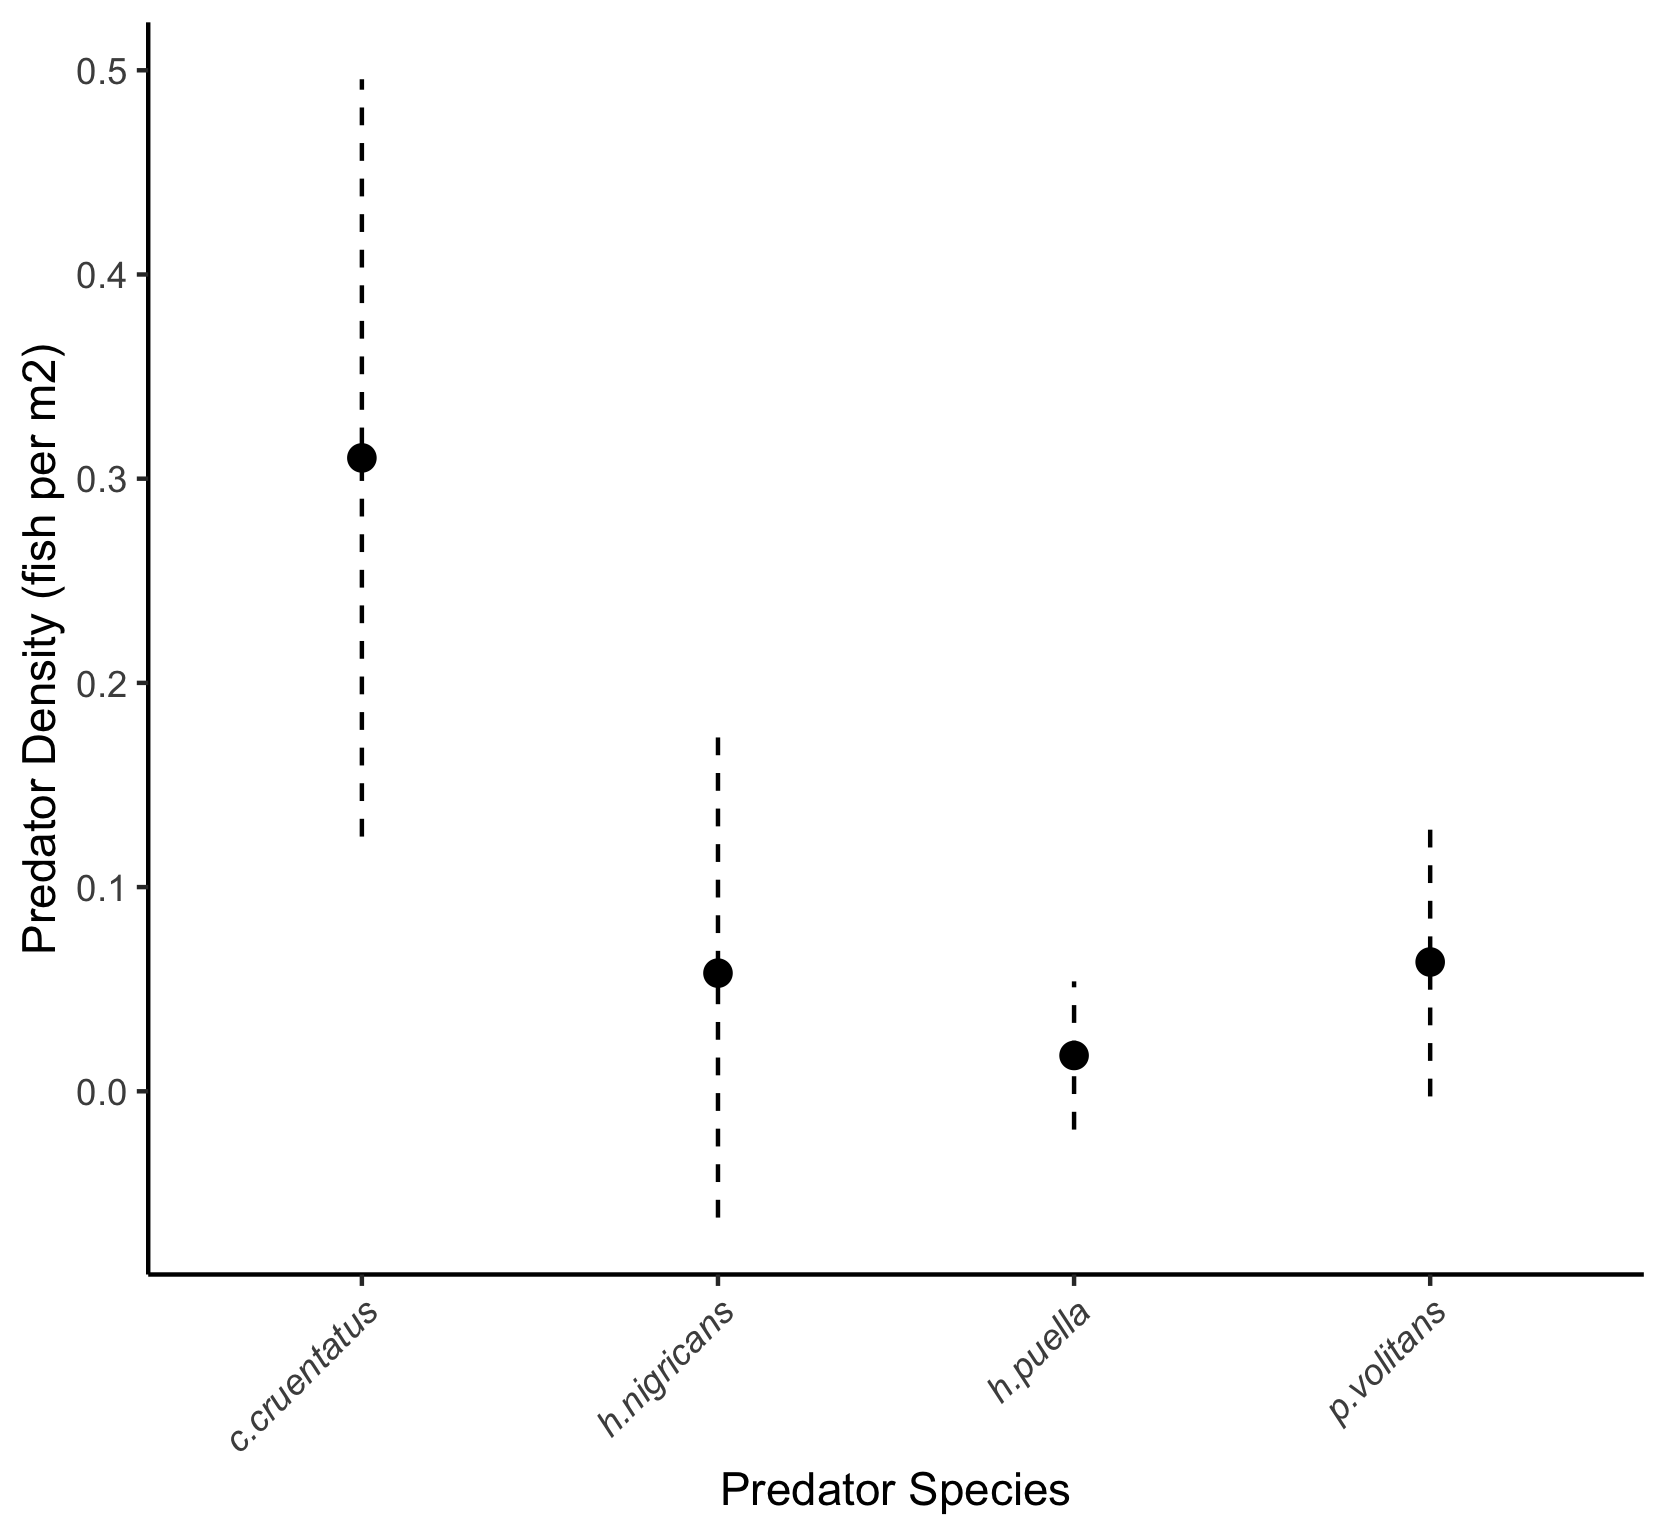 Predator Density (fish per m2)
0.5
0.4
0.3
0.2
0.1
0.0
c.cruentatus
h.nigricans
h.puella
p.volitans
Predator Species